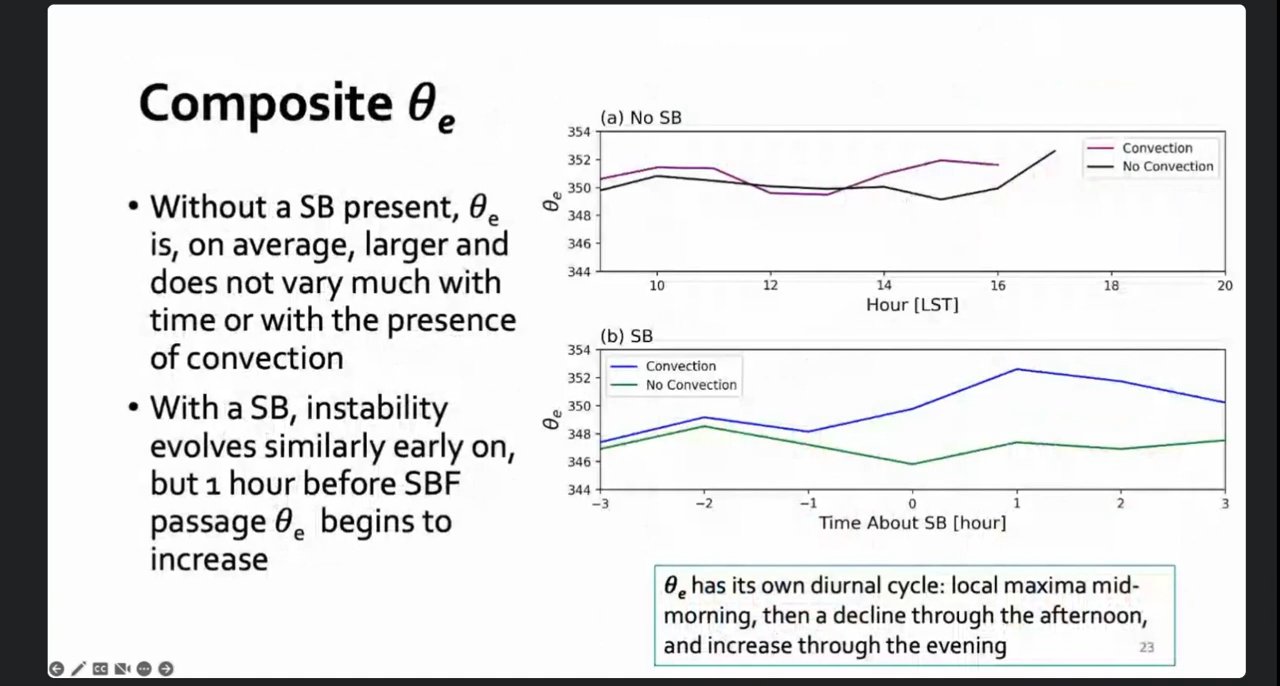 Composite θe
• Without a SB present, θe
is, on average, larger and
does not vary much with
time or with the presence
of convection
• With a SB, instability
evolves similarly early on,
but 1 hour before SBF
passage θe begins to
increase
(a) No SB
354
352
350
348
346
344
θe
Convection
No Convection
10 12 14 16 18 20
Hour [LST]
(b) SB
354
352
350
348
346
344
θe
Convection
No Convection
−3 −2 −1 0 1 2 3
Time About SB [hour]
θe has its own diurnal cycle: local maxima mid-
morning, then a decline through the afternoon,
and increase through the evening
23
CC